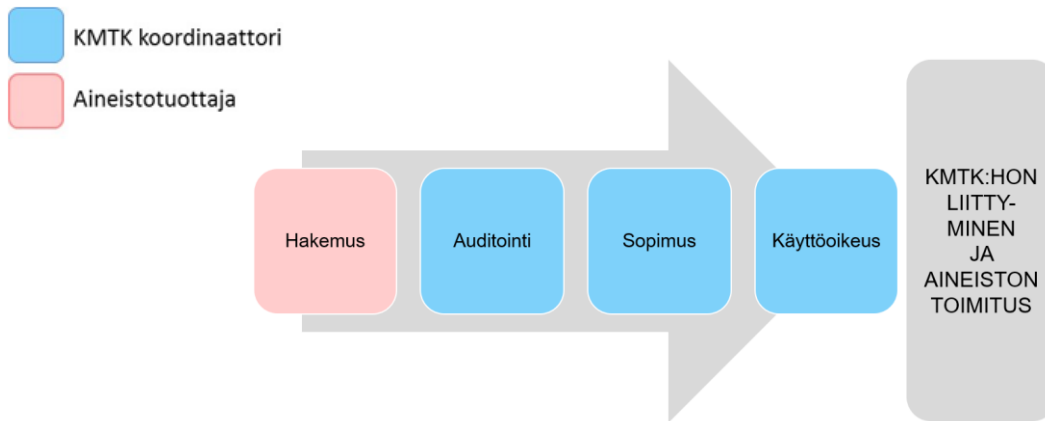 KMTK koordinaattori
Aineistotuottaja
Hakemus
Auditointi
Sopimus
Käyttöoikeus
KMTK:HON
LIITTY-
MINEN
JA
AINEISTON
TOIMITUS